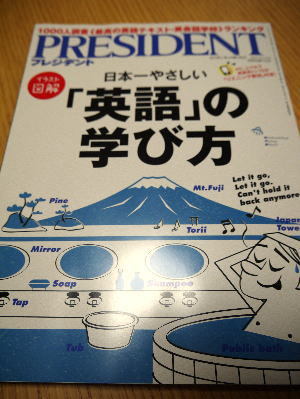 1000人調査《最高の英語テキスト・英会話学校》ランキング
PRESIDENT
プレジデント
イラスト
図解
日本一やさしい
「英語」の
学び方
Let it go,
Let it go.
Can't hold it
back anymore
Pine
Mt.Fuji
Torii
Japan
Tower
Mirror
Soap
Shampoo
Tap
Tub
Public bath